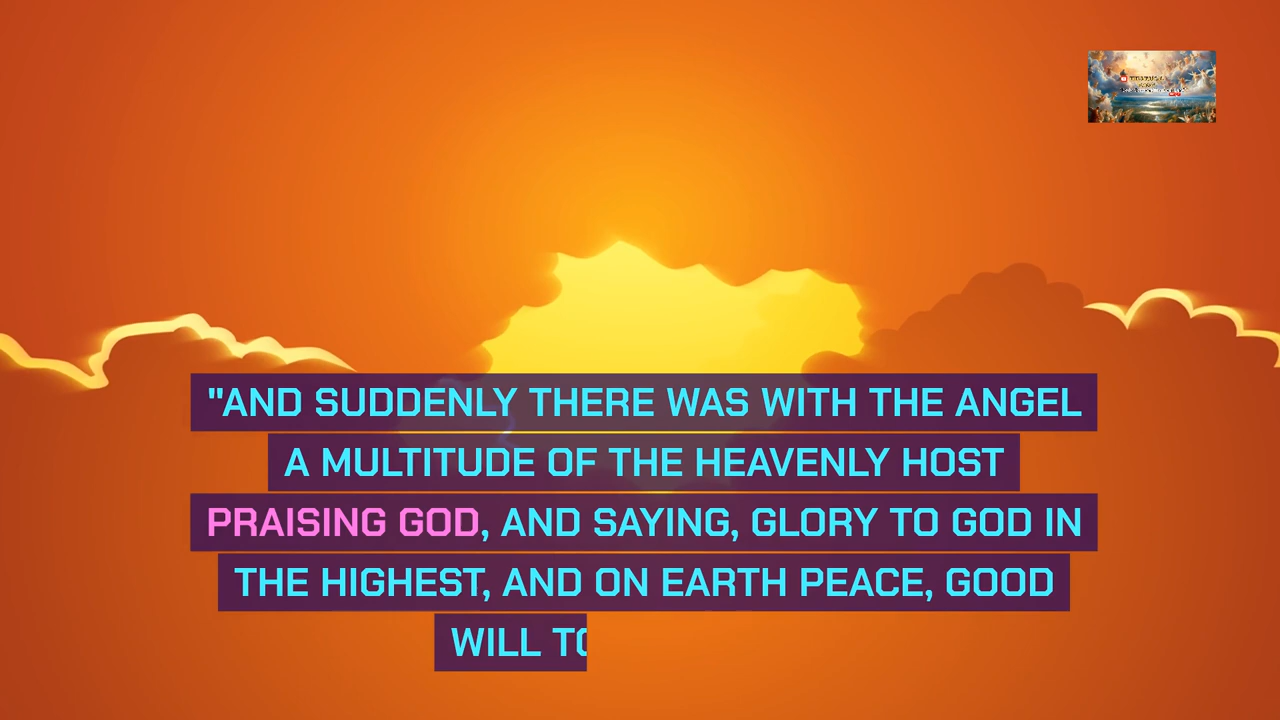 "AND SUDDENLY THERE WAS WITH THE ANGEL
A MULTITUDE OF THE HEAVENLY HOST
PRAISING GOD, AND SAYING, GLORY TO GOD IN
THE HIGHEST, AND ON EARTH PEACE, GOOD
WILL TO